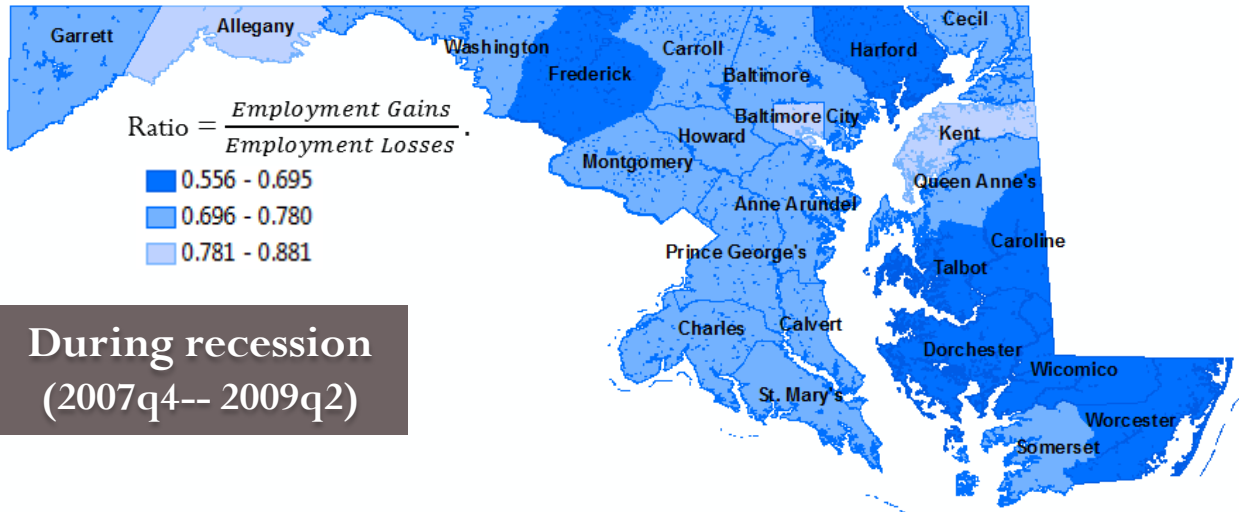 Garrett
Allegany
Washington
Frederick
Carroll
Baltimore
Harford
Cecil
Baltimore City
Howard
Kent
Montgomery
Queen Anne's
Anne Arundel
Prince George's
Caroline
Talbot
Charles
Calvert
Dorchester
Wicomico
St. Mary's
Worcester
Somerset
Ratio = Employment Gains / Employment Losses .
0.556 - 0.695
0.696 - 0.780
0.781 - 0.881
During recession
(2007q4-- 2009q2)